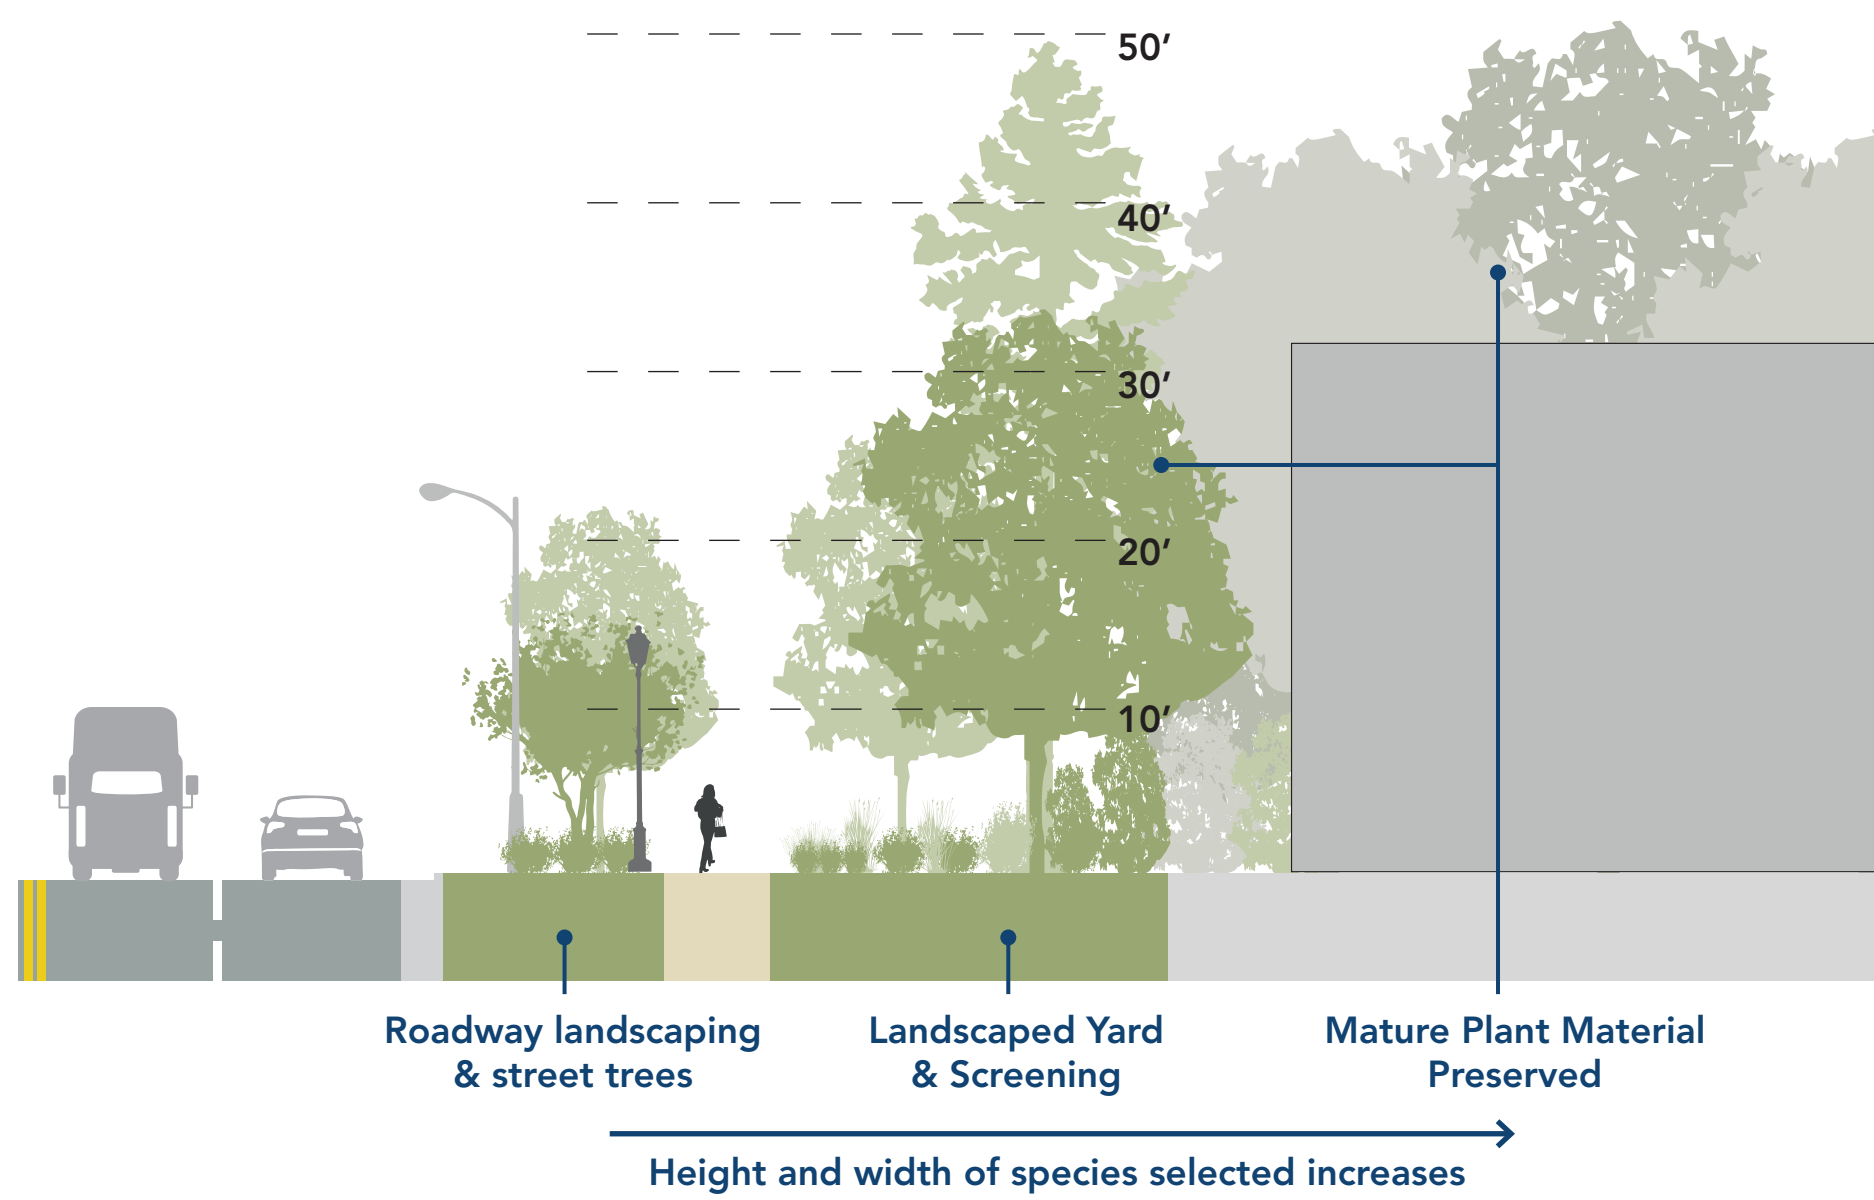 50’
40’
30’
20’
10’
Roadway landscaping
& street trees
Landscaped Yard
& Screening
Mature Plant Material
Preserved
Height and width of species selected increases